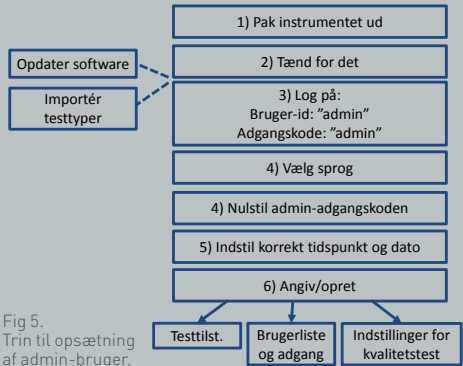 1) Pak instrumentet ud
Opdater software
2) Tænd for det
Importér
testtyper
3) Log på:
Bruger-id: ”admin”
Adgangskode: ”admin”
4) Vælg sprog
4) Nulstil admin-adgangskoden
5) Indstil korrekt tidspunkt og dato
6) Angiv/opret
Testtilst.
Brugerliste
og adgang
Indstillinger for
kvalitetstest
Fig 5.
Trin til opsætning
af admin-bruger.